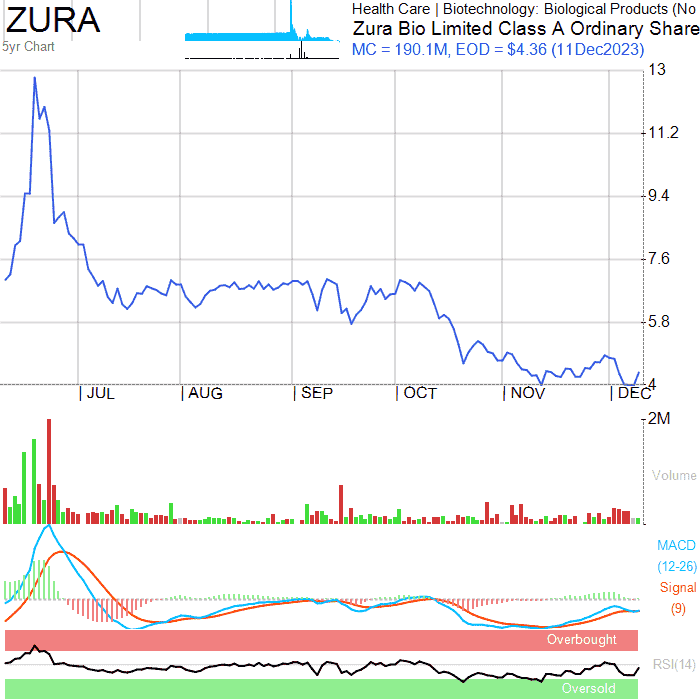 ZURA
5yr Chart
Health Care | Biotechnology: Biological Products (No
Zura Bio Limited Class A Ordinary Share
MC = 190.1M, EOD = $4.36 (11Dec2023)
13
11.2
9.4
7.6
5.8
4
JUL
AUG
SEP
OCT
NOV
DEC
2M
Volume
MACD
(12-26)
Signal
(9)
Overbought
RSI(14)
Oversold